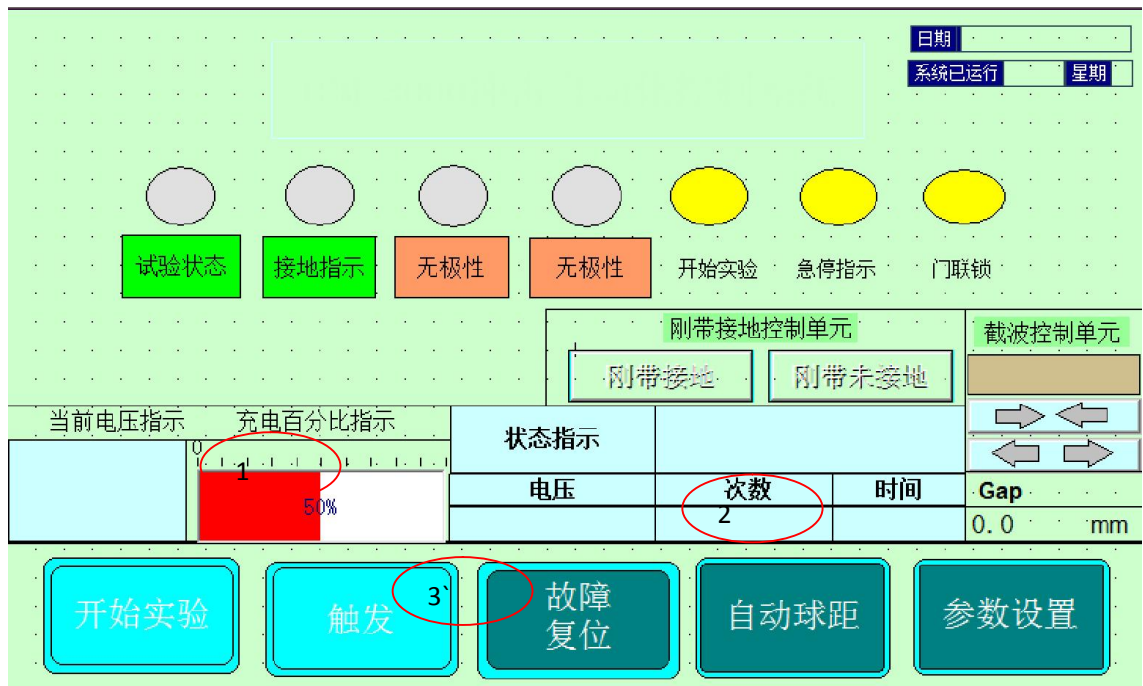 日期
系统已运行 星期
试验状态 接地指示 无极性 无极性 开始实验 急停指示 门联锁
刚带接地控制单元 截波控制单元
刚带接地 刚带未接地
当前电压指示 充电百分比指示 状态指示
0
1
50%
电压 次数 时间 Gap
2
0.0 mm
3`
开始实验 触发 故障 自动球距 参数设置
复位